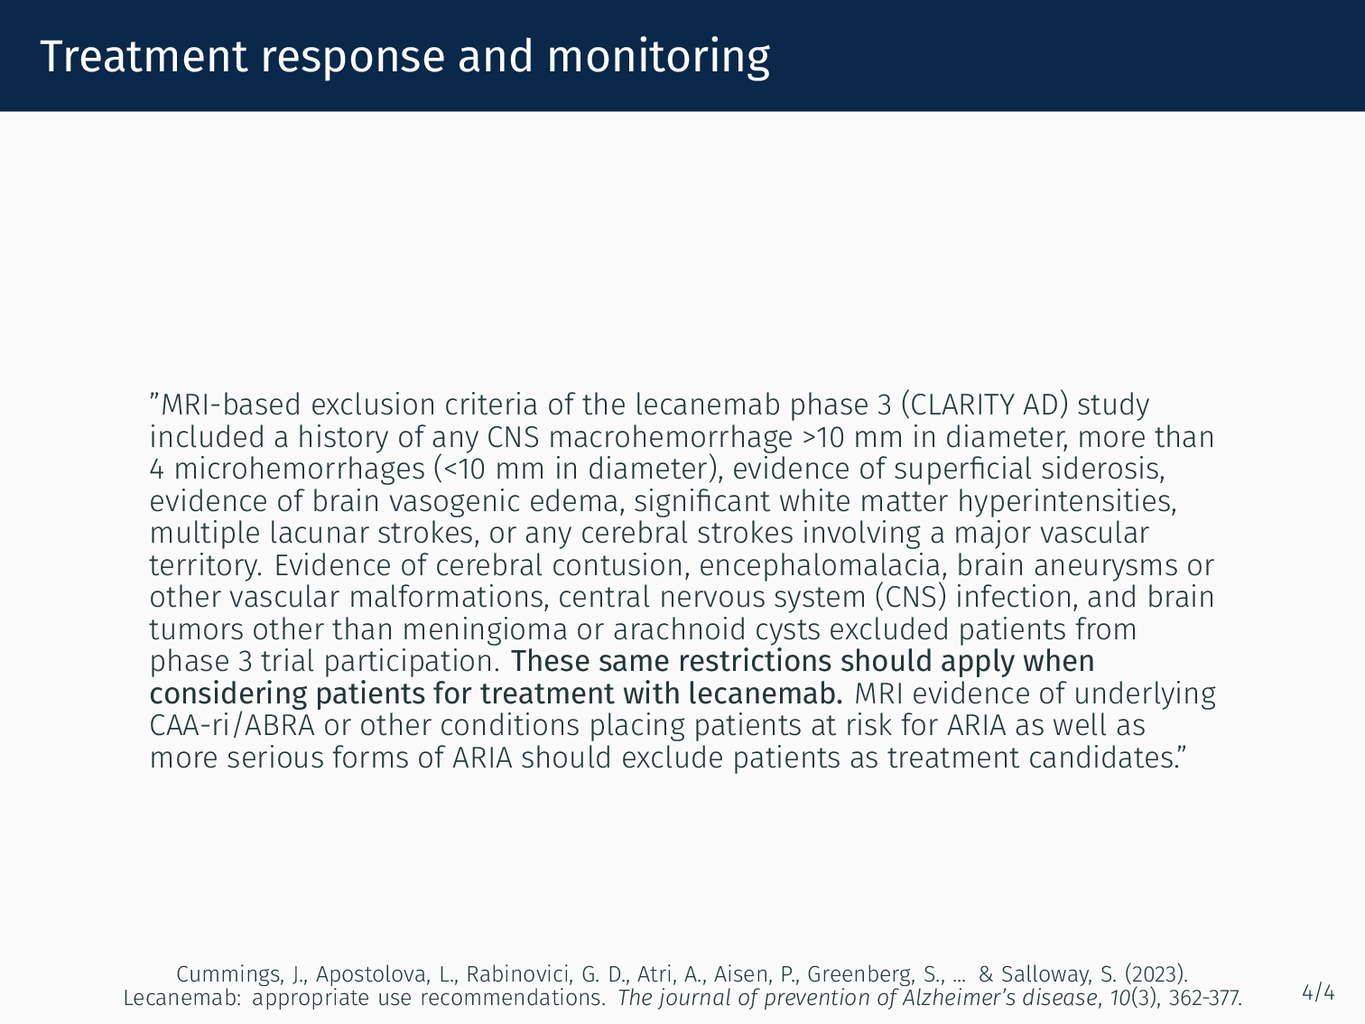 Treatment response and monitoring
”MRI-based exclusion criteria of the lecanemab phase 3 (CLARITY AD) study
included a history of any CNS macrohemorrhage >10 mm in diameter, more than
4 microhemorrhages (<10 mm in diameter), evidence of superficial siderosis,
evidence of brain vasogenic edema, significant white matter hyperintensities,
multiple lacunar strokes, or any cerebral strokes involving a major vascular
territory. Evidence of cerebral contusion, encephalomalacia, brain aneurysms or
other vascular malformations, central nervous system (CNS) infection, and brain
tumors other than meningioma or arachnoid cysts excluded patients from
phase 3 trial participation. These same restrictions should apply when
considering patients for treatment with lecanemab. MRI evidence of underlying
CAA-ri/ABRA or other conditions placing patients at risk for ARIA as well as
more serious forms of ARIA should exclude patients as treatment candidates.”
Cummings, J., Apostolova, L., Rabinovici, G. D., Atri, A., Aisen, P., Greenberg, S., ... & Salloway, S. (2023).
Lecanemab: appropriate use recommendations. The journal of prevention of Alzheimer’s disease, 10(3), 362-377.
4/4